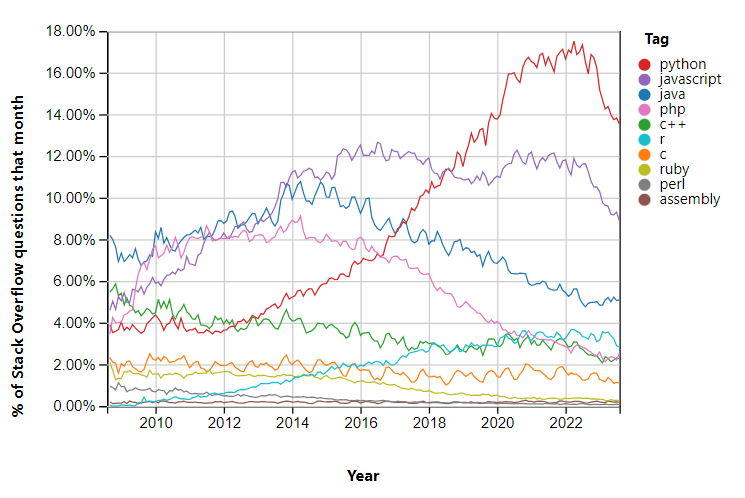 18.00%
16.00%
14.00%
12.00%
10.00%
8.00%
6.00%
4.00%
2.00%
0.00%
% of Stack Overflow questions that month
2010 2012 2014 2016 2018 2020 2022
Year
Tag
python
javascript
java
php
c++
r
c
ruby
perl
assembly